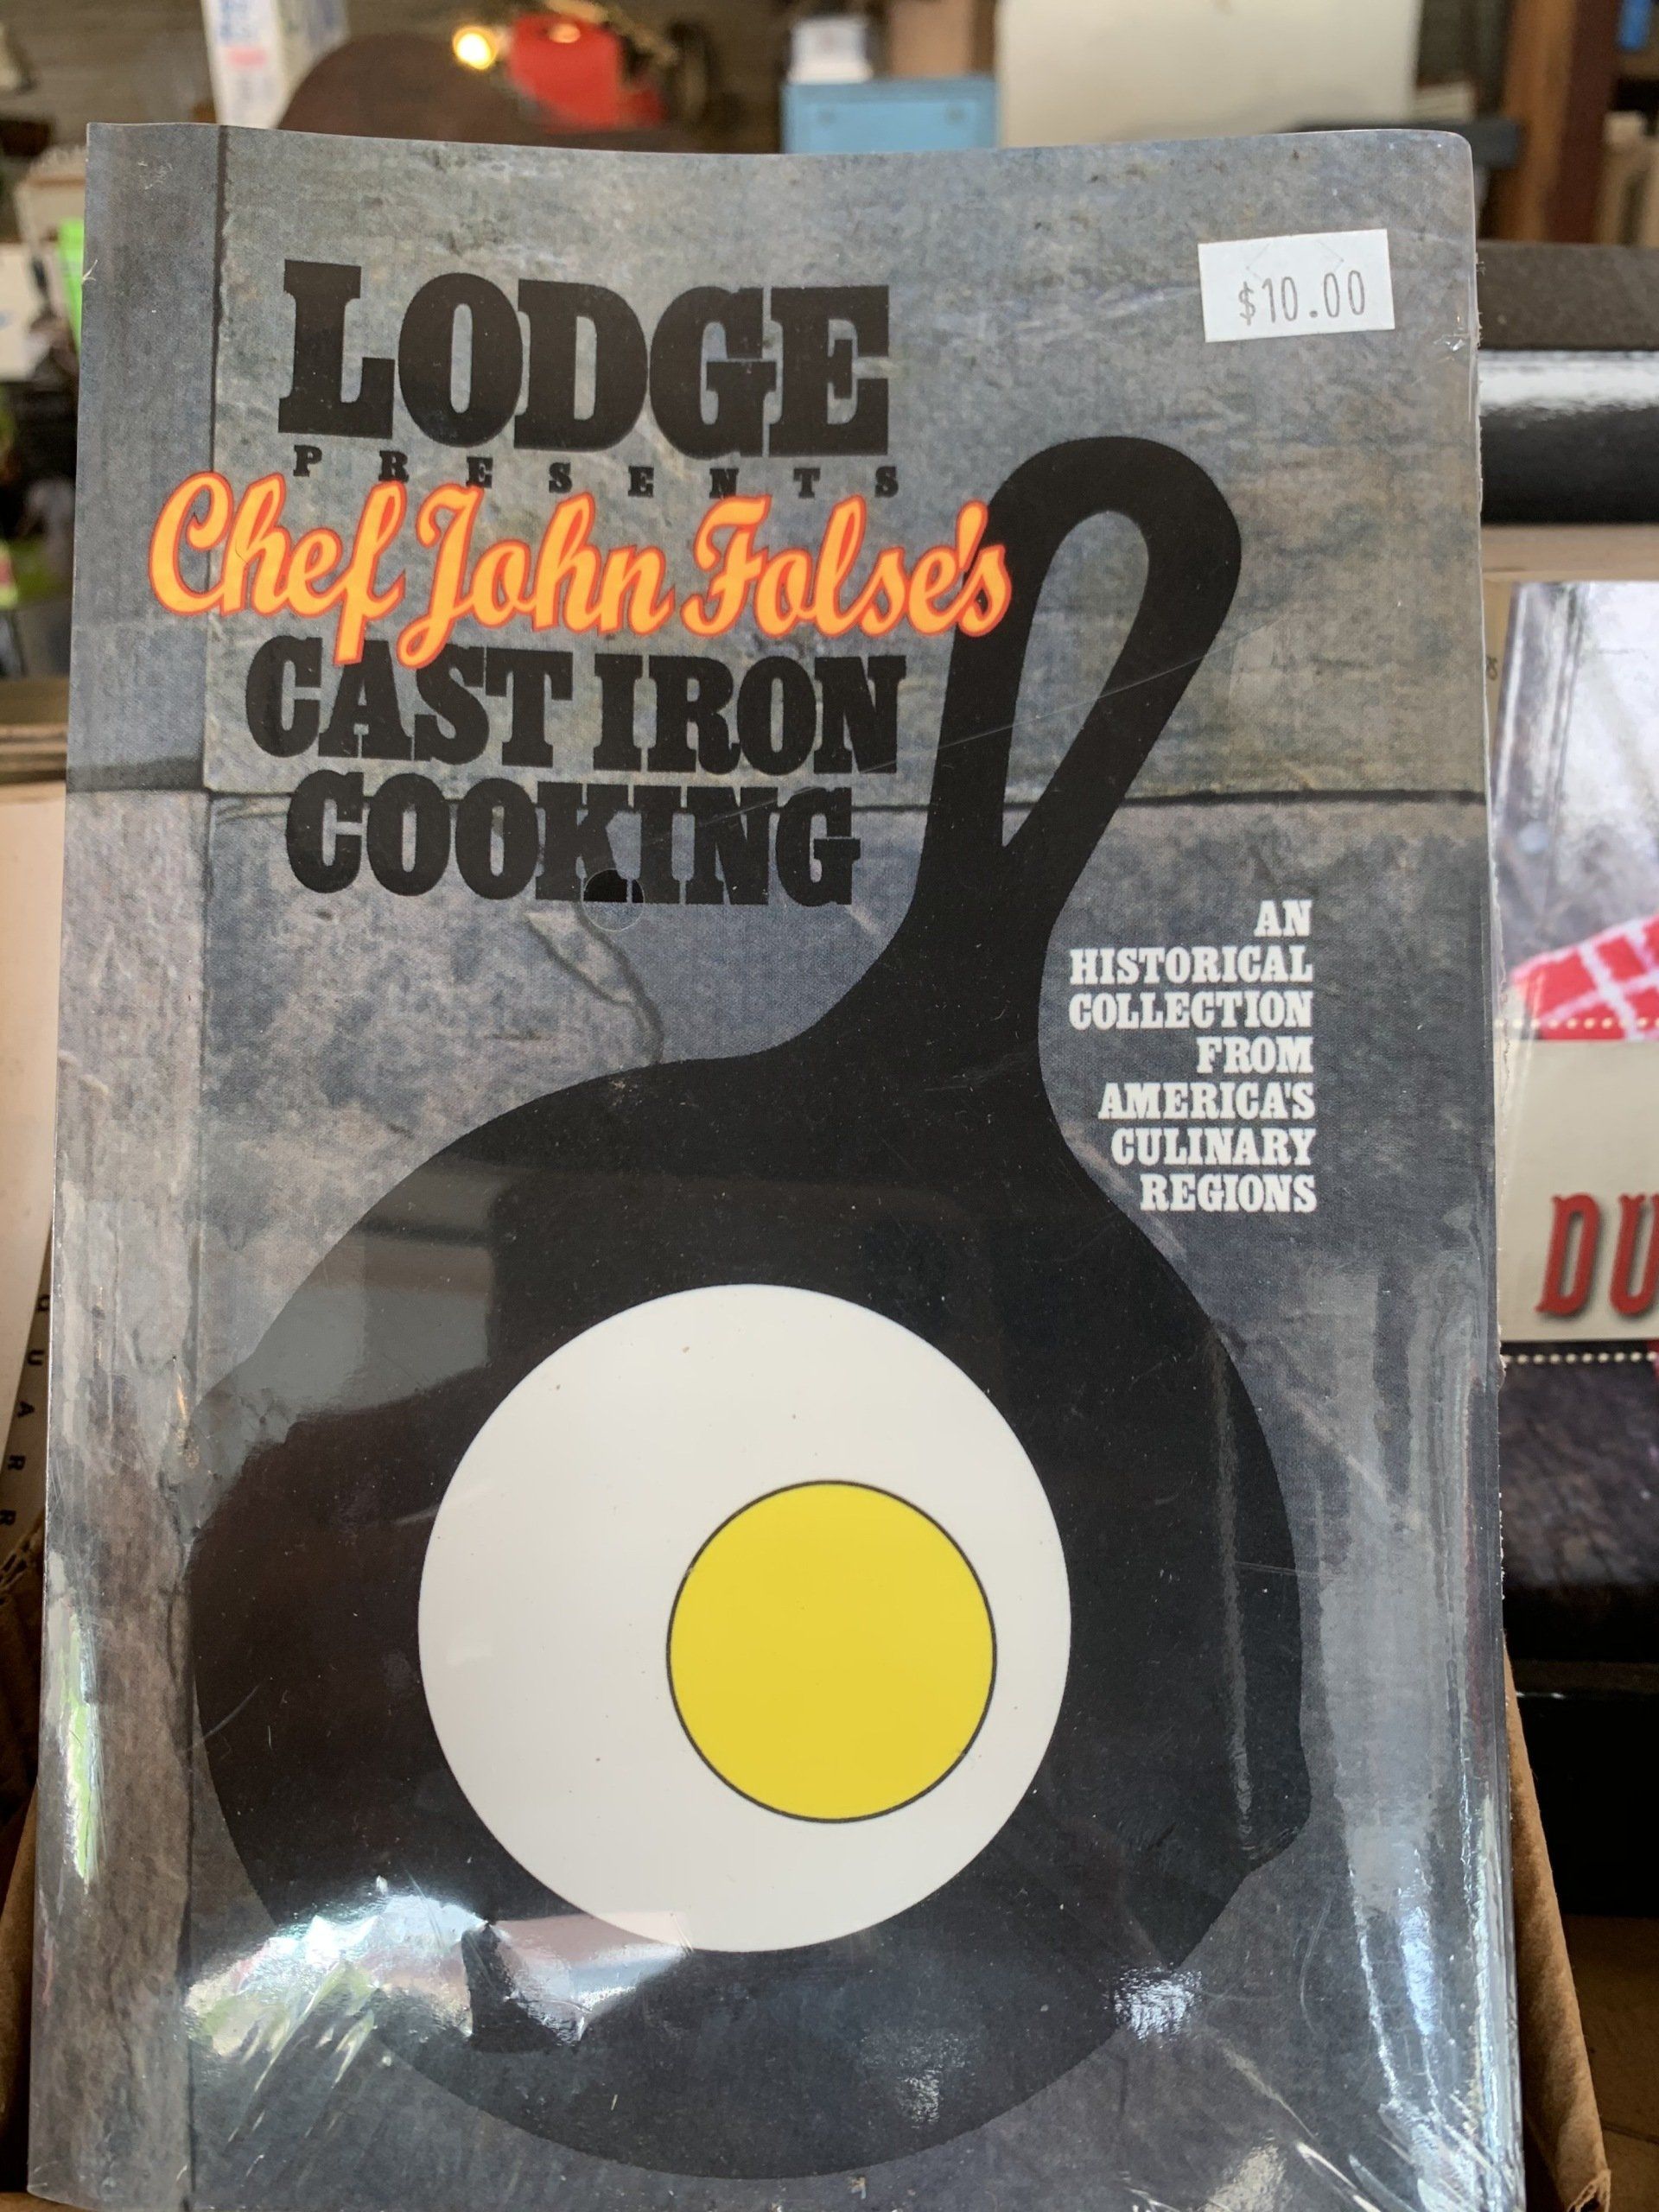 $10.00
LODGE
PRESENTS
Chef John Folse's
CAST IRON
COOKING
AN
HISTORICAL
COLLECTION
FROM
AMERICA'S
CULINARY
REGIONS
DU